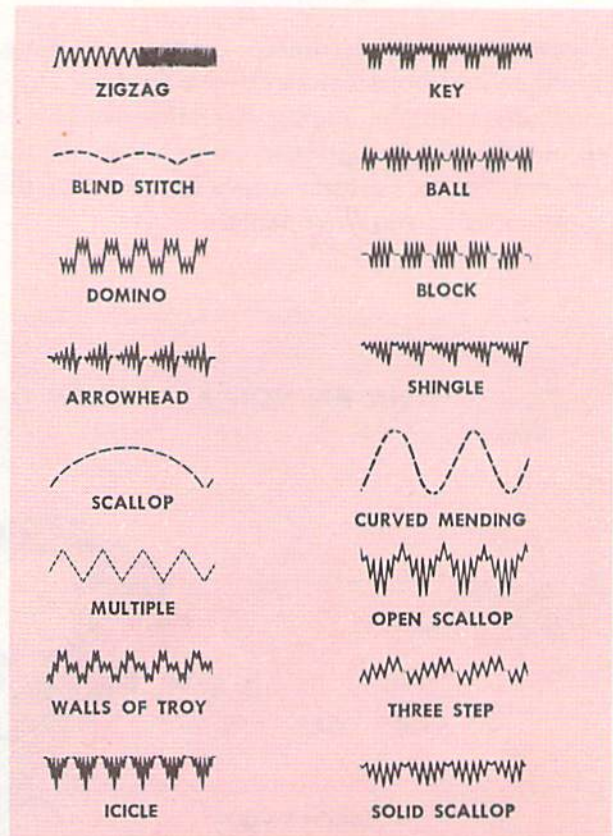 ZIGZAG
KEY
BLIND STITCH
BALL
DOMINO
BLOCK
ARROWHEAD
SHINGLE
SCALLOP
CURVED MENDING
MULTIPLE
OPEN SCALLOP
WALLS OF TROY
THREE STEP
ICICLE
SOLID SCALLOP